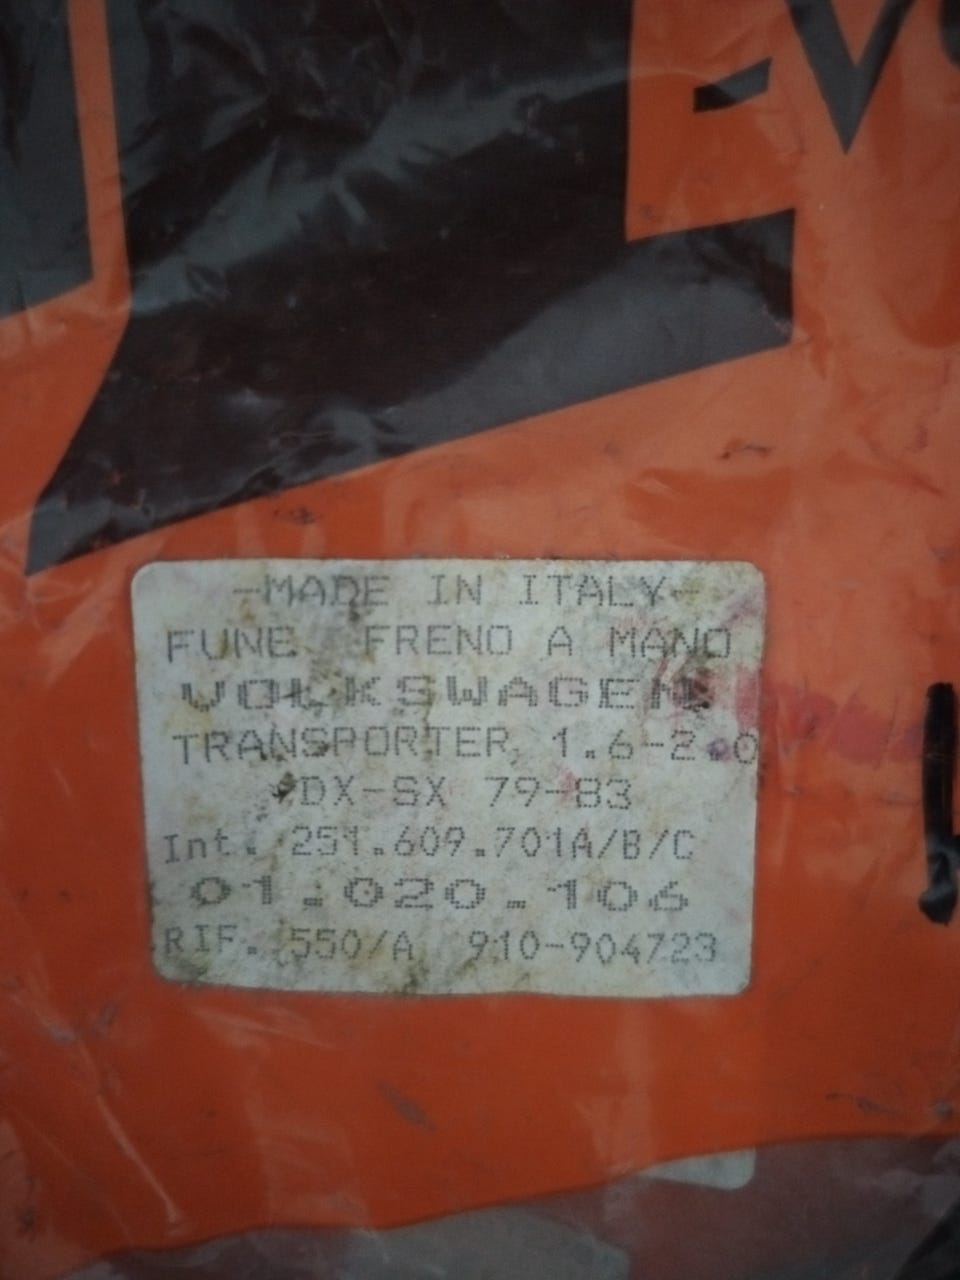 -V
-MADE IN ITALY-
FUNE FRENO A MANO
VOLKSWAGEN
TRANSPORTER 1.6-2.0
DX-SX 79-83
Int. 251.609.701A/B/C
01.020.106
RIF. 550/A 910-904723